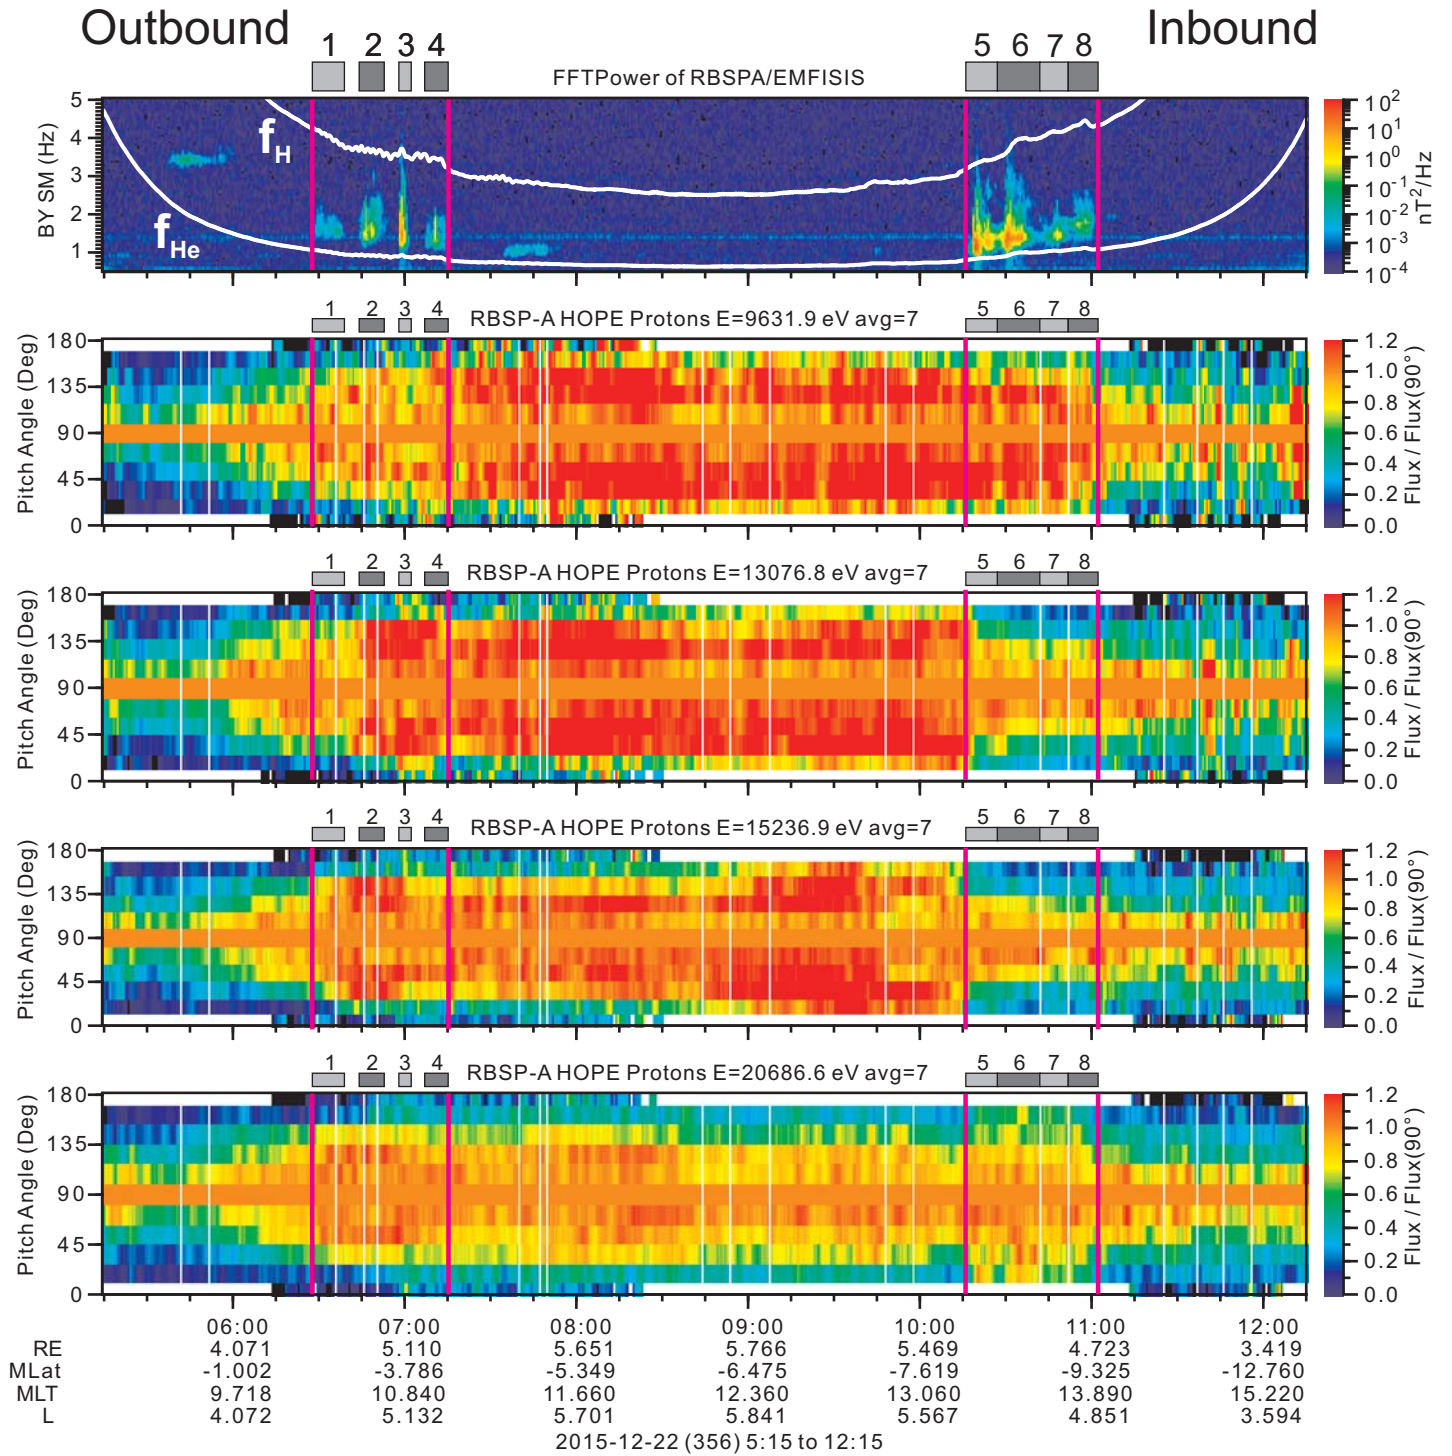 Outbound Inbound
1 2 3 4 5 6 7 8
FFTPower of RBSPA/EMFISIS
BY SM (Hz)
5
4
3
2
1
fH
fHe
10^2
10^1
10^0
10^-1
10^-2
10^-3
10^-4
nT^2/Hz
1 2 3 4 RBSP-A HOPE Protons E=9631.9 eV avg=7 5 6 7 8
Pitch Angle (Deg)
180
135
90
45
0
1.2
1.0
0.8
0.6
0.4
0.2
0.0
Flux / Flux(90°)
1 2 3 4 RBSP-A HOPE Protons E=13076.8 eV avg=7 5 6 7 8
Pitch Angle (Deg)
180
135
90
45
0
1.2
1.0
0.8
0.6
0.4
0.2
0.0
Flux / Flux(90°)
1 2 3 4 RBSP-A HOPE Protons E=15236.9 eV avg=7 5 6 7 8
Pitch Angle (Deg)
180
135
90
45
0
1.2
1.0
0.8
0.6
0.4
0.2
0.0
Flux / Flux(90°)
1 2 3 4 RBSP-A HOPE Protons E=20686.6 eV avg=7 5 6 7 8
Pitch Angle (Deg)
180
135
90
45
0
1.2
1.0
0.8
0.6
0.4
0.2
0.0
Flux / Flux(90°)
06:00 07:00 08:00 09:00 10:00 11:00 12:00
RE 4.071 5.110 5.651 5.766 5.469 4.723 3.419
MLat -1.002 -3.786 -5.349 -6.475 -7.619 -9.325 -12.760
MLT 9.718 10.840 11.660 12.360 13.060 13.890 15.220
L 4.072 5.132 5.701 5.841 5.567 4.851 3.594
2015-12-22 (356) 5:15 to 12:15